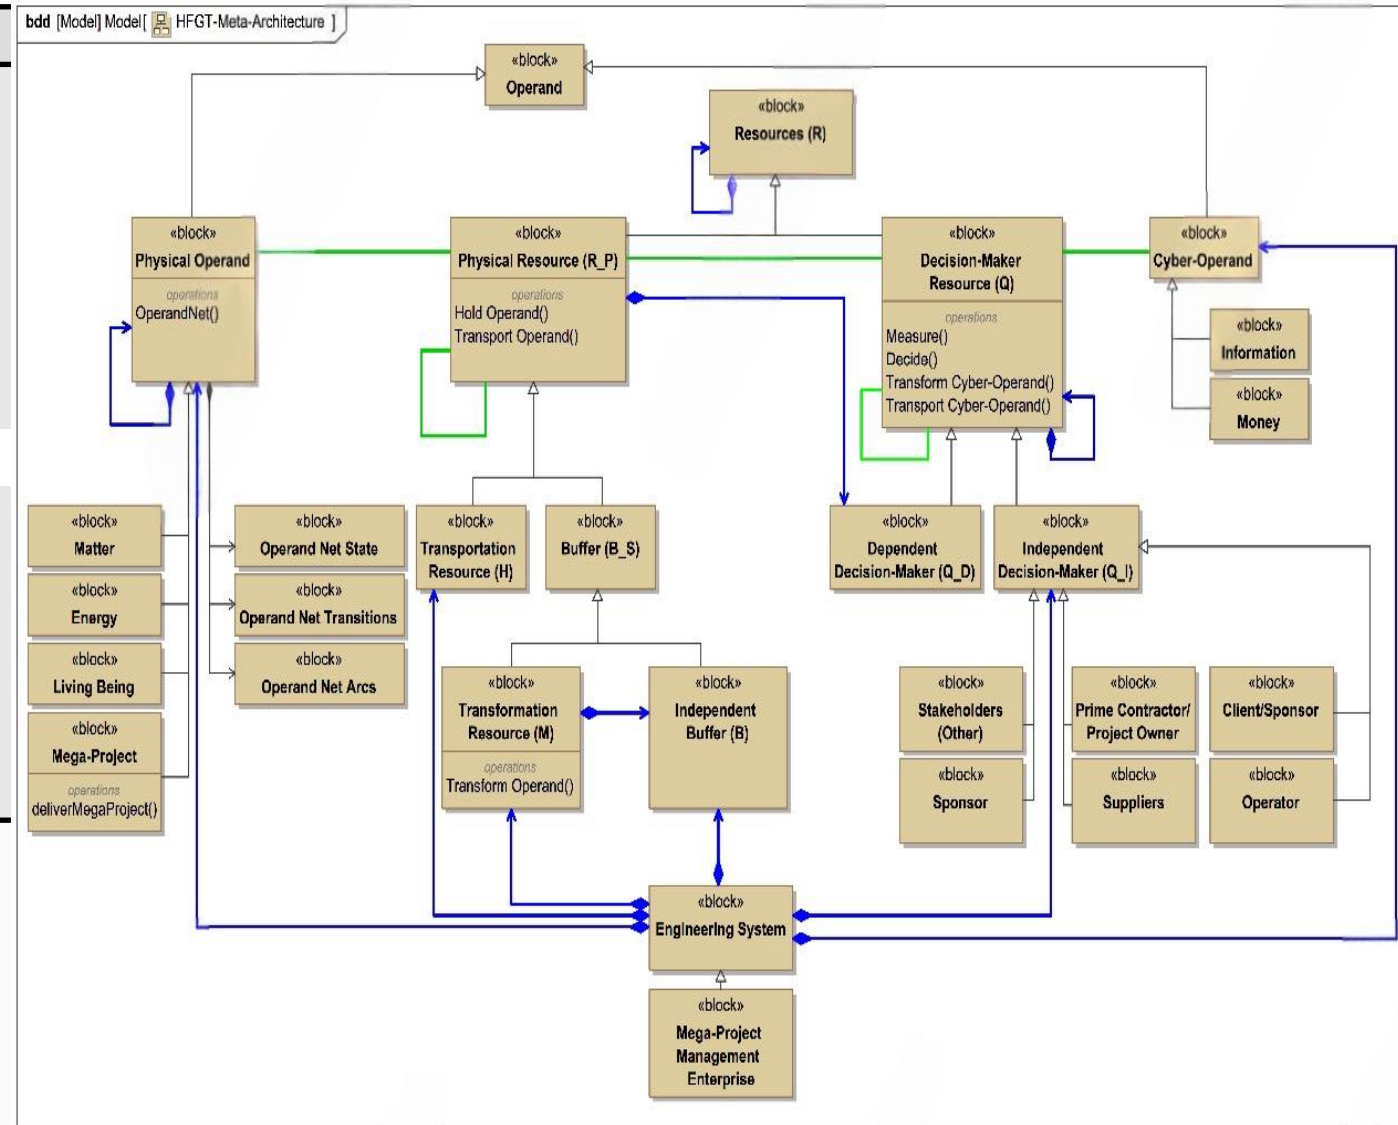 bdd [Model] Model[ HFGT-Meta-Architecture ]
«block»
Operand
«block»
Resources (R)
«block»
Physical Operand
operations
OperandNet()
«block»
Physical Resource (R_P)
operations
Hold Operand()
Transport Operand()
«block»
Decision-Maker
Resource (Q)
operations
Measure()
Decide()
Transform Cyber-Operand()
Transport Cyber-Operand()
«block»
Cyber-Operand
«block»
Information
«block»
Money
«block»
Matter
«block»
Energy
«block»
Living Being
«block»
Mega-Project
operations
deliverMegaProject()
«block»
Operand Net State
«block»
Operand Net Transitions
«block»
Operand Net Arcs
«block»
Transportation
Resource (H)
«block»
Buffer (B_S)
«block»
Dependent
Decision-Maker (Q_D)
«block»
Independent
Decision-Maker (Q_I)
«block»
Transformation
Resource (M)
operations
Transform Operand()
«block»
Independent
Buffer (B)
«block»
Stakeholders
(Other)
«block»
Prime Contractor/
Project Owner
«block»
Client/Sponsor
«block»
Sponsor
«block»
Suppliers
«block»
Operator
«block»
Engineering System
«block»
Mega-Project
Management
Enterprise